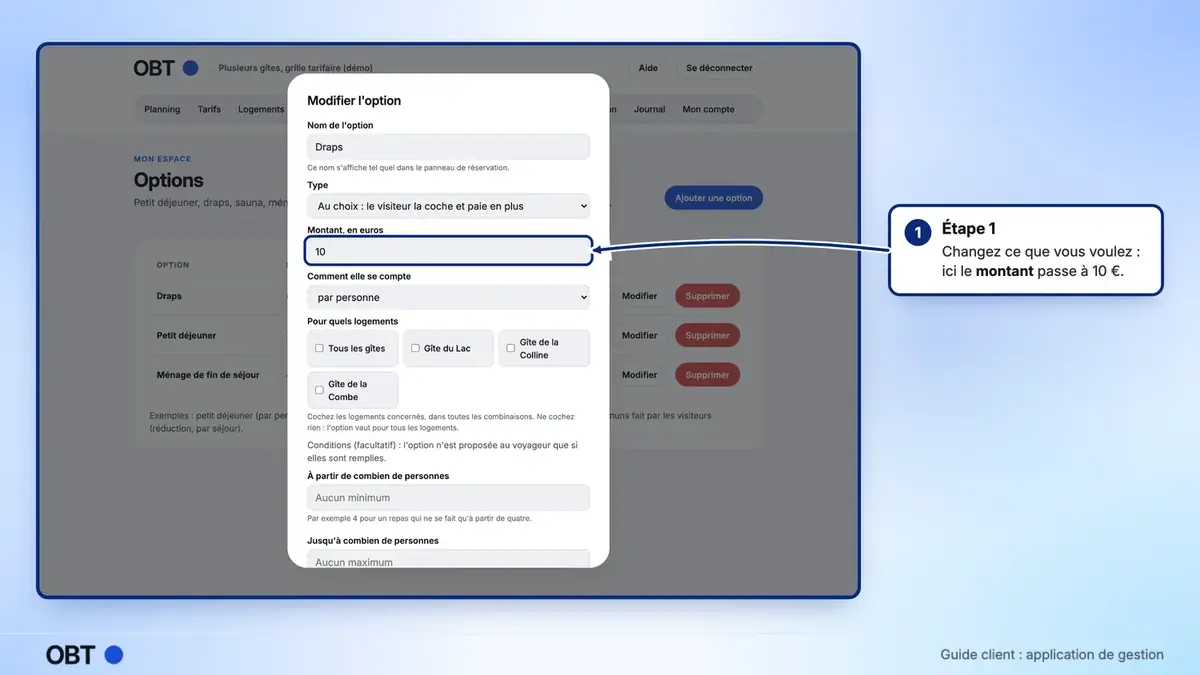 OBT
Plusieurs gîtes, grille tarifaire (démo)
Aide
Se déconnecter
Planning
Tarifs
Logements
Journal
Mon compte
MON ESPACE
Options
Petit déjeuner, draps, sauna,
Ajouter une option
OPTION
Draps
Modifier
Supprimer
Petit déjeuner
Modifier
Supprimer
Ménage de fin de séjour
Modifier
Supprimer
Exemples : petit déjeuner (par
fait par les visiteurs
(réduction, par séjour).
Modifier l'option
Nom de l'option
Draps
Ce nom s'affiche tel quel dans le panneau de réservation.
Type
Au choix : le visiteur la coche et paie en plus
Montant, en euros
10
Comment elle se compte
par personne
Pour quels logements
Tous les gîtes
Gîte du Lac
Gîte de la
Colline
Gîte de la
Combe
Cochez les logements concernés, dans toutes les combinaisons. Ne cochez
rien : l'option vaut pour tous les logements.
Conditions (facultatif) : l'option n'est proposée au voyageur que si
elles sont remplies.
À partir de combien de personnes
Aucun minimum
Par exemple 4 pour un repas qui ne se fait qu'à partir de quatre.
Jusqu'à combien de personnes
Aucun maximum
1
Étape 1
Changez ce que vous voulez :
ici le montant passe à 10 €.
OBT
Guide client : application de gestion